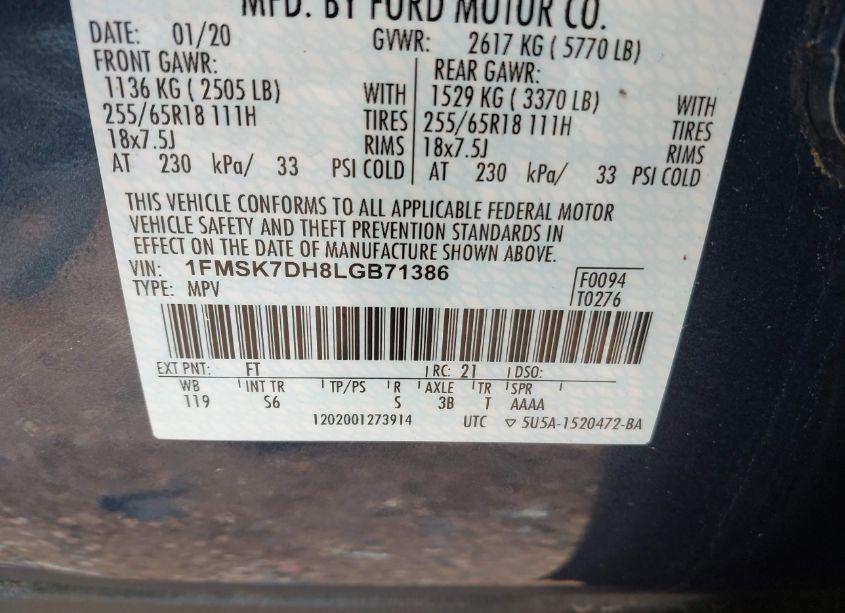 MFD. BY FORD MOTOR CO.
DATE: 01/20 GVWR: 2617 KG ( 5770 LB)
FRONT GAWR: REAR GAWR:
1136 KG ( 2505 LB) WITH 1529 KG ( 3370 LB) WITH
255/65R18 111H TIRES 255/65R18 111H TIRES
18x7.5J RIMS 18x7.5J RIMS
AT 230 kPa/ 33 PSI COLD AT 230 kPa/ 33 PSI COLD
THIS VEHICLE CONFORMS TO ALL APPLICABLE FEDERAL MOTOR
VEHICLE SAFETY AND THEFT PREVENTION STANDARDS IN
EFFECT ON THE DATE OF MANUFACTURE SHOWN ABOVE.
VIN: 1FMSK7DH8LGB71386 F0094
TYPE: MPV T0276
EXT PNT: FT RC: 21 DSO:
WB INT TR TP/PS R AXLE TR SPR
119 S6 S 3B T AAAA
1202001273914 UTC ▽ 5U5A-1520472-BA